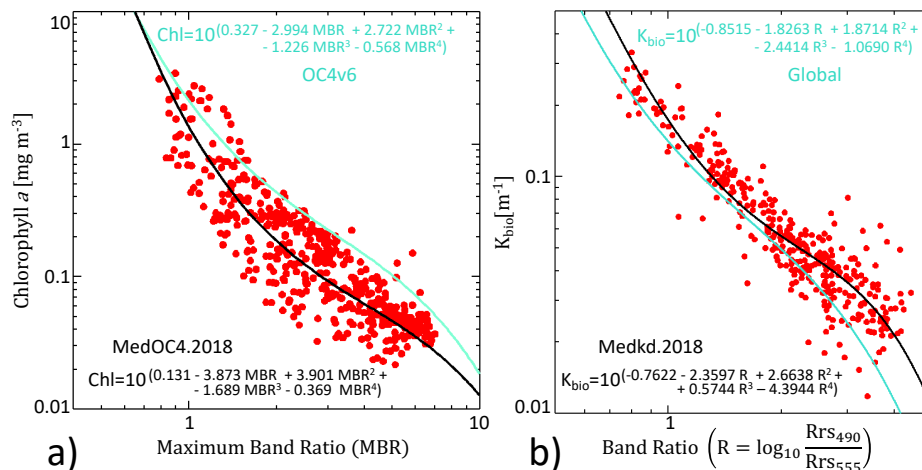 10
1
0.1
0.01
Chlorophyll a [mg m⁻³]
Chl=10^(0.327 - 2.994 MBR + 2.722 MBR² +
- 1.226 MBR³ - 0.568 MBR⁴)
OC4v6
MedOC4.2018
Chl=10^(0.131 - 3.873 MBR + 3.901 MBR² +
- 1.689 MBR³ - 0.369 MBR⁴)
1
10
Maximum Band Ratio (MBR)
a)
0.1
0.01
K_bio[m⁻¹]
K_bio=10^(-0.8515 - 1.8263 R + 1.8714 R² +
- 2.4414 R³ - 1.0690 R⁴)
Global
Medkd.2018
K_bio=10^(-0.7622 - 2.3597 R + 2.6638 R² +
+ 0.5744 R³ – 4.3944 R⁴)
1
Band Ratio (R = log₁₀ Rrs₄₉₀
Rrs₅₅₅)
b)